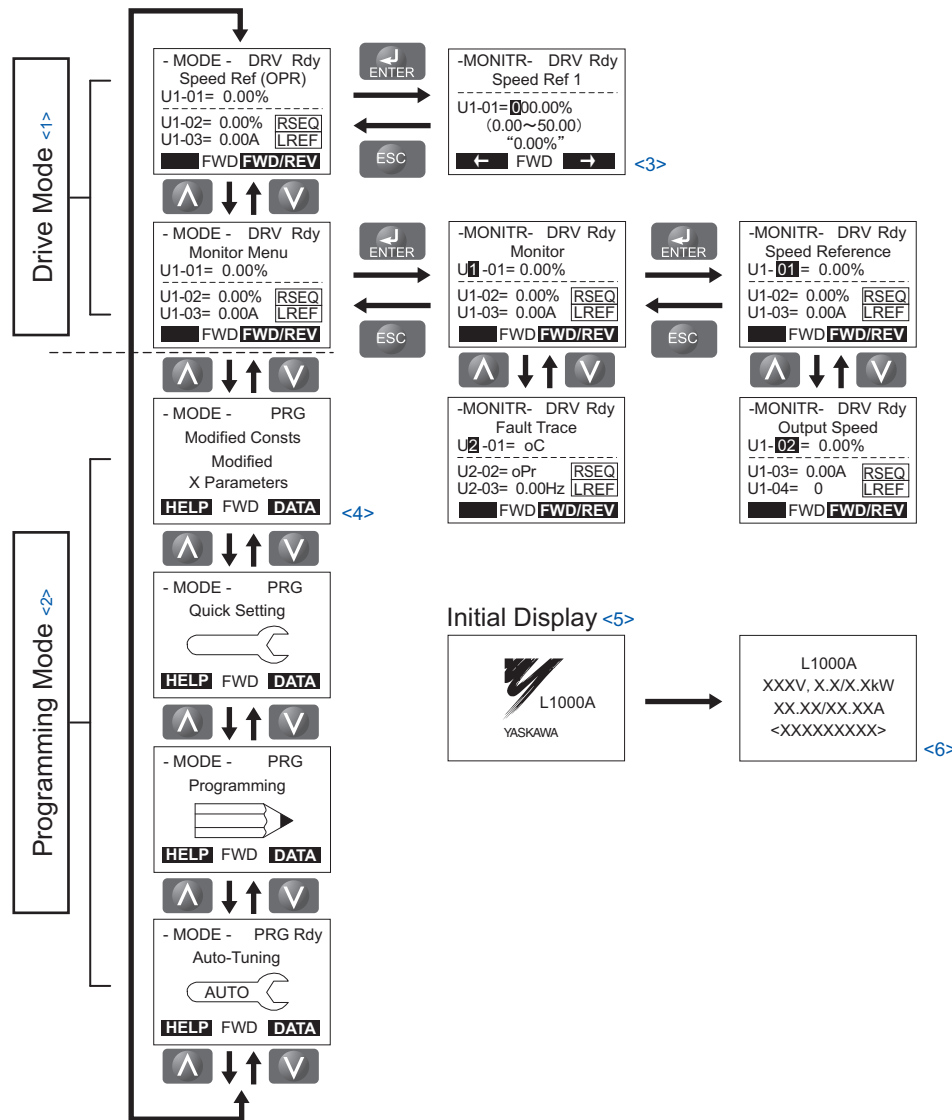 Drive Mode <1>
- MODE - DRV Rdy
Speed Ref (OPR)
U1-01= 0.00%
U1-02= 0.00% RSEQ
U1-03= 0.00A LREF
FWD FWD/REV
ENTER
ESC
-MONITR- DRV Rdy
Speed Ref 1
U1-01=000.00%
(0.00~50.00)
“0.00%”
← FWD →
<3>
- MODE - DRV Rdy
Monitor Menu
U1-01= 0.00%
U1-02= 0.00% RSEQ
U1-03= 0.00A LREF
FWD FWD/REV
ENTER
ESC
-MONITR- DRV Rdy
Monitor
U1 -01= 0.00%
U1-02= 0.00% RSEQ
U1-03= 0.00A LREF
FWD FWD/REV
ENTER
ESC
-MONITR- DRV Rdy
Speed Reference
U1- 01 = 0.00%
U1-02= 0.00% RSEQ
U1-03= 0.00A LREF
FWD FWD/REV
-MONITR- DRV Rdy
Fault Trace
U2 -01= oC
U2-02= oPr RSEQ
U2-03= 0.00Hz LREF
FWD FWD/REV
-MONITR- DRV Rdy
Output Speed
U1- 02 = 0.00%
U1-03= 0.00A RSEQ
U1-04= 0 LREF
FWD FWD/REV
Programming Mode <2>
- MODE - PRG
Modified Consts
Modified
X Parameters
HELP FWD DATA
<4>
- MODE - PRG
Quick Setting
HELP FWD DATA
- MODE - PRG
Programming
HELP FWD DATA
- MODE - PRG Rdy
Auto-Tuning
AUTO
HELP FWD DATA
Initial Display <5>
L1000A
YASKAWA
L1000A
XXXV, X.X/X.XkW
XX.XX/XX.XXA
<XXXXXXXXX>
<6>